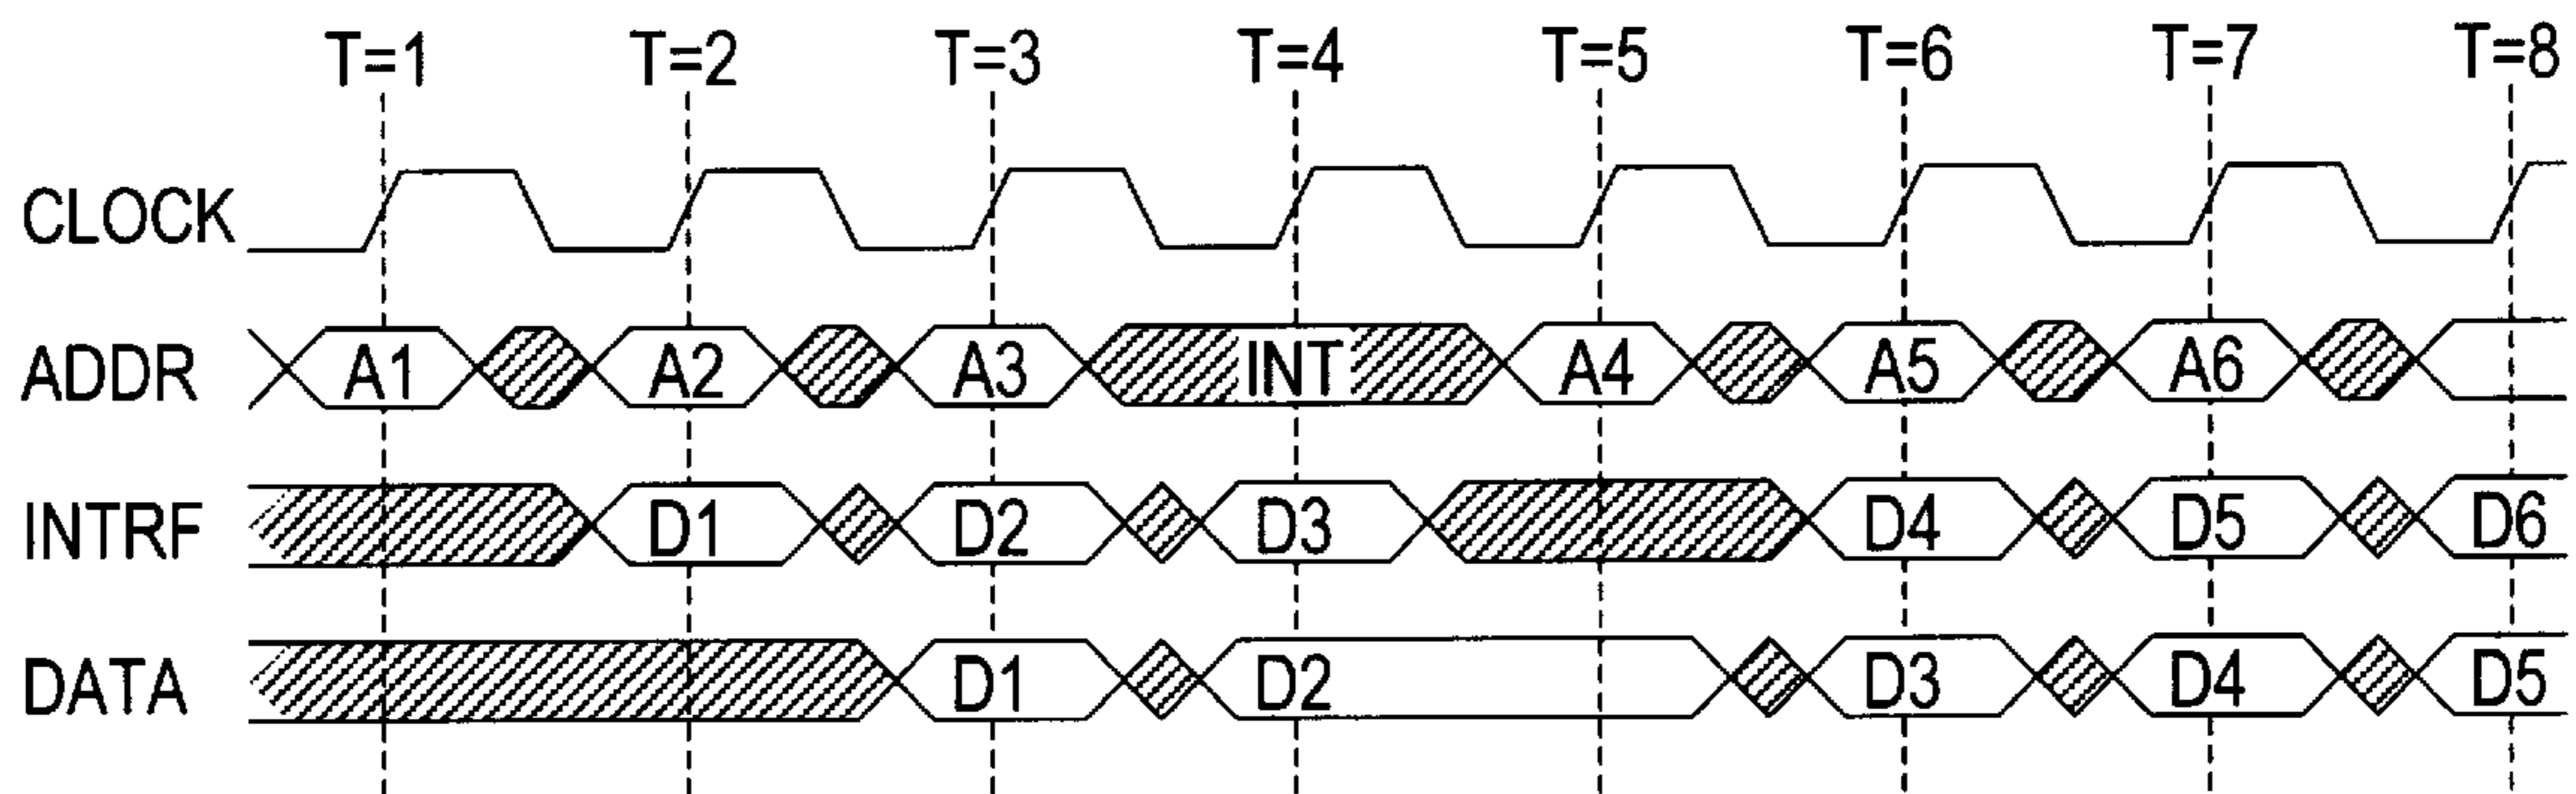 T=1 T=2 T=3 T=4 T=5 T=6 T=7 T=8
CLOCK
ADDR A1 A2 A3 INT A4 A5 A6
INTRF D1 D2 D3 D4 D5 D6
DATA D1 D2 D3 D4 D5